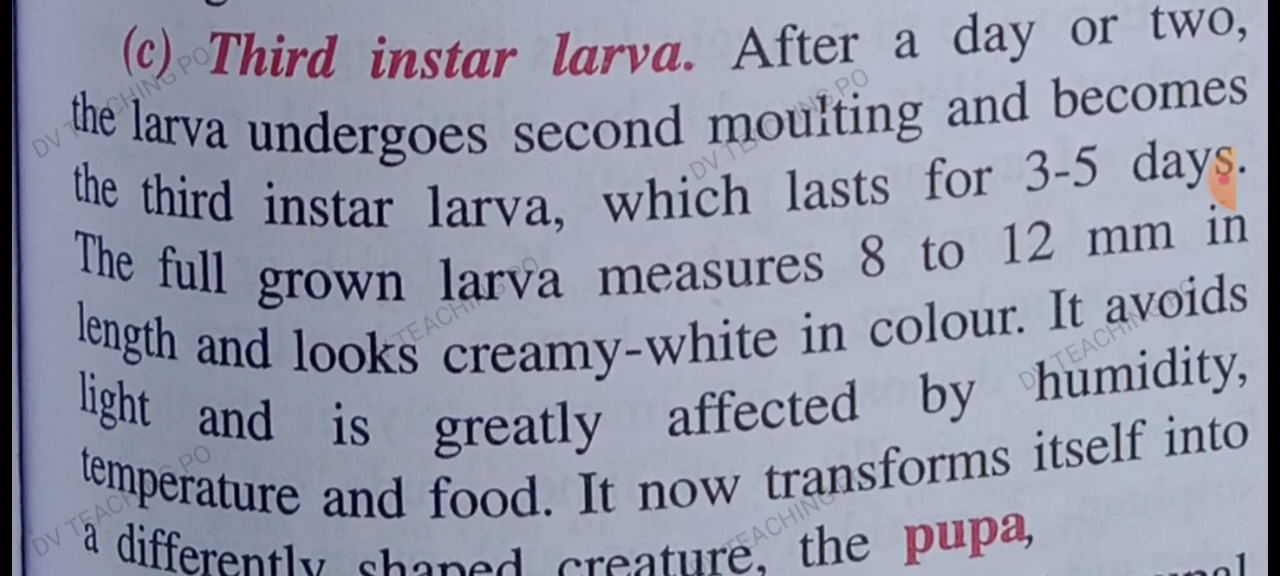 (c) Third instar larva. After a day or two,
the larva undergoes second moulting and becomes
the third instar larva, which lasts for 3-5 days.
The full grown larva measures 8 to 12 mm in
length and looks creamy-white in colour. It avoids
light and is greatly affected by humidity,
temperature and food. It now transforms itself into
a differently shaped creature, the pupa,